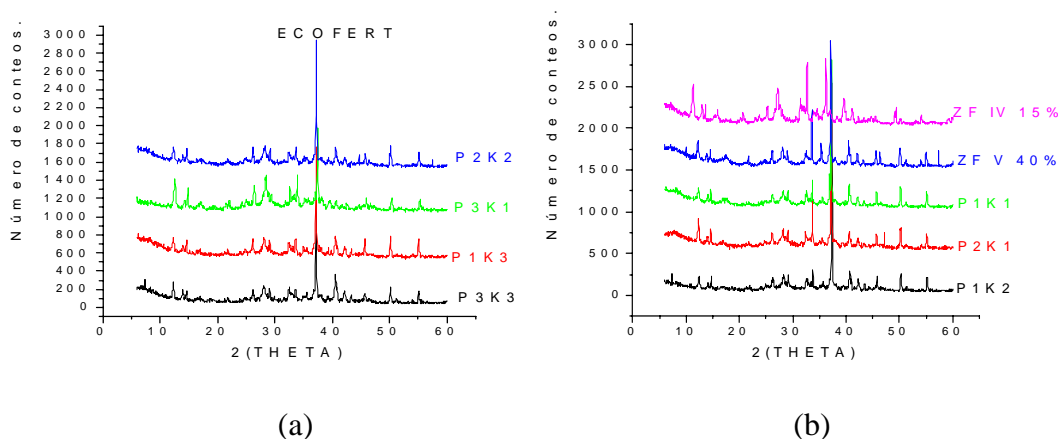 ECOFERT
Número de conteos.
3000
2800
2600
2400
2200
2000
1800
1600
1400
1200
1000
800
600
400
200
0
P2K2
P3K1
P1K3
P3K3
0 10 20 30 40 50 60
2(THETA)
(a)
Número de conteos.
3000
2500
2000
1500
1000
500
0
ZF IV 15%
ZF V 40%
P1K1
P2K1
P1K2
0 10 20 30 40 50 60
2(THETA)
(b)